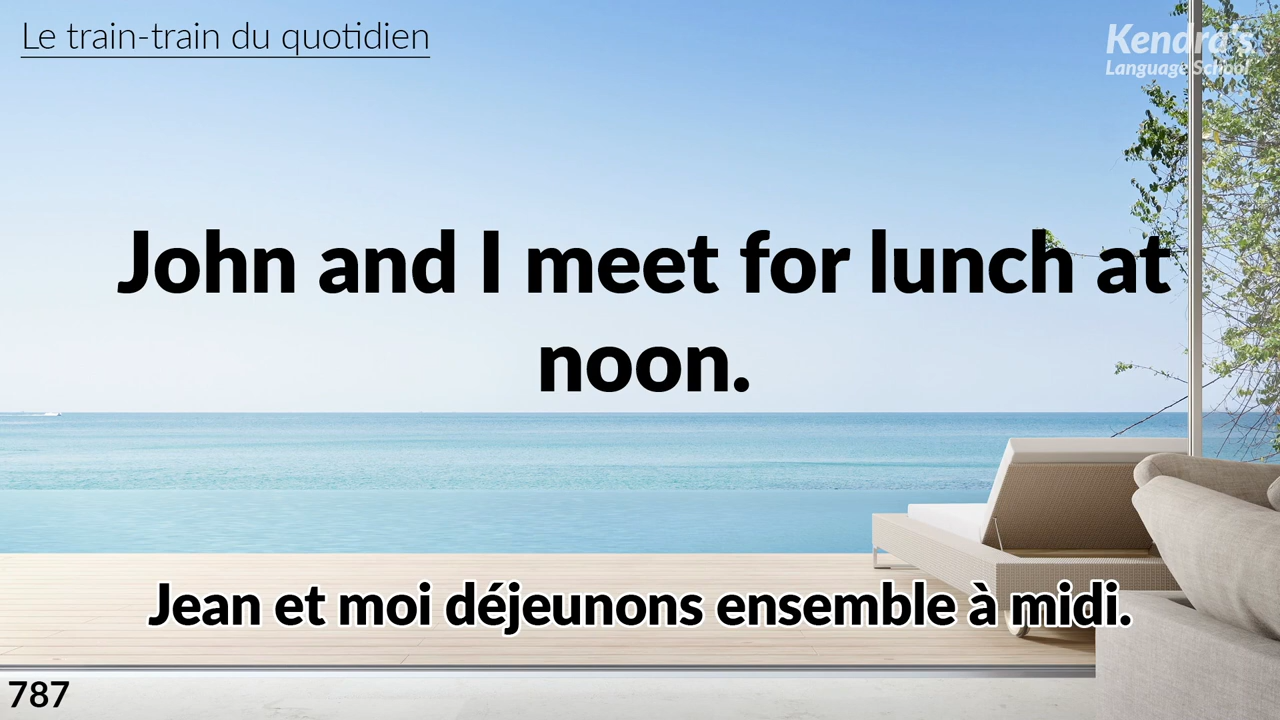 Le train-train du quotidien
Kendra's
Language School
John and I meet for lunch at
noon.
Jean et moi déjeunons ensemble à midi.
787